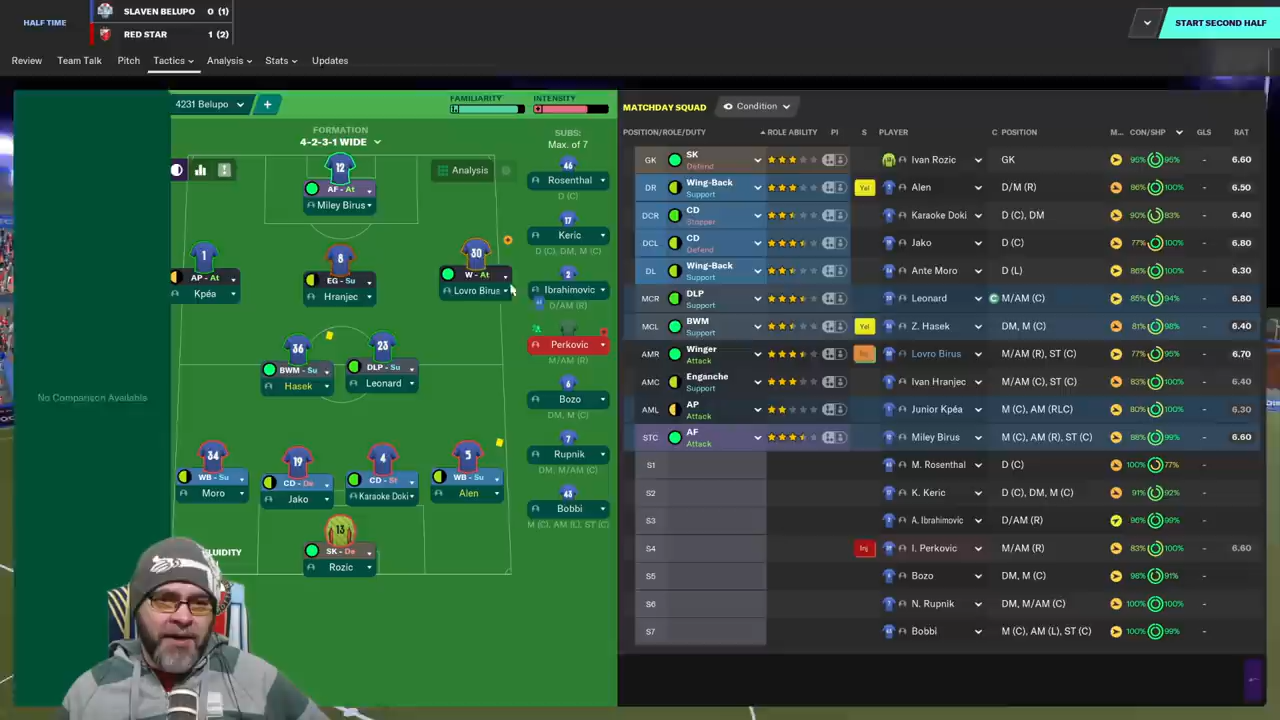 HALF TIME
SLAVEN BELUPO 0 (1)
RED STAR 1 (2)
START SECOND HALF
Review Team Talk Pitch Tactics Analysis Stats Updates
4231 Belupo +
FAMILIARITY INTENSITY
FORMATION
4-2-3-1 WIDE
SUBS:
Max. of 7
Analysis
12
AF - At
Miley Birus
1
AP - At
Kpéa
8
EG - Su
Hranjec
30
W - At
Lovro Birus
36
BWM - Su
Hasek
23
DLP - Su
Leonard
No Comparison Available
34
WB - Su
Moro
19
CD - De
Jako
4
CD - St
Karaoke Doki
5
WB - Su
Alen
13
SK - De
Rozic
FLUIDITY
46
Rosenthal
D (C)
17
Keric
D (C), DM, M (C)
2
Ibrahimovic
D/AM (R)
Perkovic
M/AM (R)
6
Bozo
DM, M (C)
7
Rupnik
DM, M/AM (C)
43
Bobbi
M (C), AM (L), ST (C)
MATCHDAY SQUAD Condition
POSITION/ROLE/DUTY ROLE ABILITY PI S PLAYER C POSITION M... CON/SHP GLS RAT
GK SK Defend Ivan Rozic GK 95% 95% - 6.60
DR Wing-Back Support Yel Alen D/M (R) 86% 100% - 6.50
DCR CD Stopper Karaoke Doki D (C), DM 90% 83% - 6.40
DCL CD Defend Jako D (C) 77% 100% - 6.80
DL Wing-Back Support Ante Moro D (L) 86% 100% - 6.30
MCR DLP Support Leonard C M/AM (C) 85% 94% - 6.80
MCL BWM Support Yel Z. Hasek DM, M (C) 81% 98% - 6.40
AMR Winger Attack Inj Lovro Birus M/AM (R), ST (C) 77% 95% - 6.70
AMC Enganche Support Ivan Hranjec M/AM (C), ST (C) 83% 100% - 6.40
AML AP Attack Junior Kpéa M (C), AM (RLC) 80% 100% - 6.30
STC AF Attack Miley Birus M (C), AM (R), ST (C) 88% 99% - 6.60
S1 M. Rosenthal D (C) 100% 77% -
S2 K. Keric D (C), DM, M (C) 91% 92% -
S3 A. Ibrahimovic D/AM (R) 96% 99% -
S4 Inj I. Perkovic M/AM (R) 83% 100% - 6.60
S5 Bozo DM, M (C) 98% 91% -
S6 N. Rupnik DM, M/AM (C) 100% 100% -
S7 Bobbi M (C), AM (L), ST (C) 100% 99% -